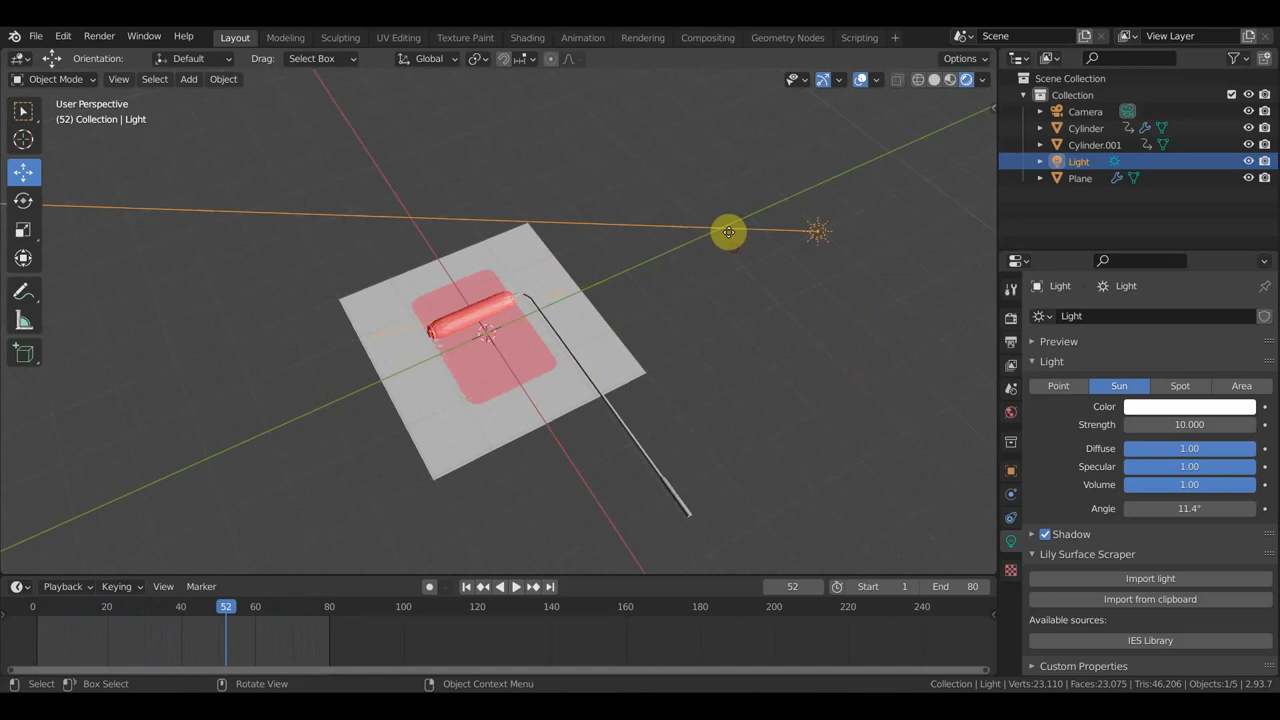 File Edit Render Window Help Layout Modeling Sculpting UV Editing Texture Paint Shading Animation Rendering Compositing Geometry Nodes Scripting + Scene View Layer
Orientation: Default Drag: Select Box Global Options
Object Mode View Select Add Object
User Perspective
(52) Collection | Light
Scene Collection
Collection
Camera
Cylinder
Cylinder.001
Light
Plane
Light Light
Light
Preview
Light
Point Sun Spot Area
Color
Strength 10.000
Diffuse 1.00
Specular 1.00
Volume 1.00
Angle 11.4°
Shadow
Lily Surface Scraper
Import light
Import from clipboard
Available sources:
IES Library
Custom Properties
Playback Keying View Marker 52 Start 1 End 80
0 20 40 52 60 80 100 120 140 160 180 200 220 240
Select Box Select Rotate View Object Context Menu Collection | Light | Verts:23,110 | Faces:23,075 | Tris:46,206 | Objects:1/5 | 2.93.7